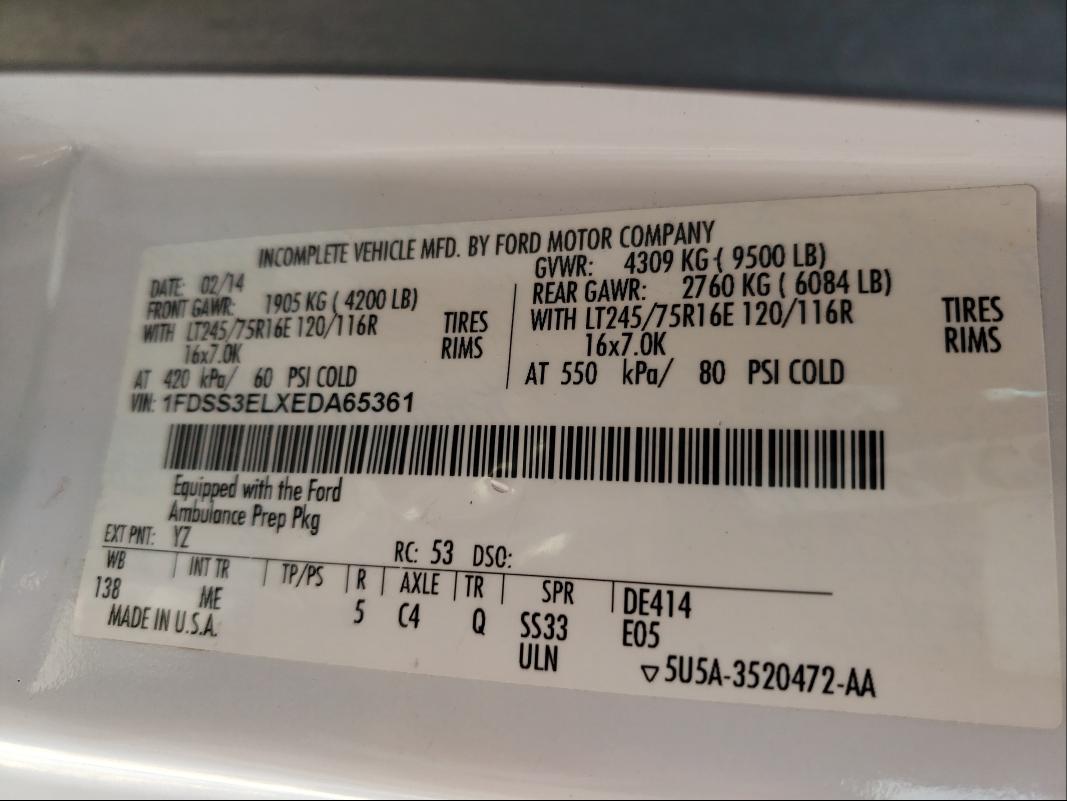 INCOMPLETE VEHICLE MFD. BY FORD MOTOR COMPANY
DATE: 02/14
GVWR: 4309 KG ( 9500 LB)
FRONT GAWR: 1905 KG ( 4200 LB)
REAR GAWR: 2760 KG ( 6084 LB)
WITH LT245/75R16E 120/116R TIRES
WITH LT245/75R16E 120/116R TIRES
16x7.0K RIMS
16x7.0K RIMS
AT 420 kPa/ 60 PSI COLD
AT 550 kPa/ 80 PSI COLD
VIN: 1FDSS3ELXEDA65361
Equipped with the Ford
Ambulance Prep Pkg
EXT PNT: YZ RC: 53 DSO:
WB INT TR TP/PS R AXLE TR SPR
138 ME 5 C4 Q SS33 DE414
MADE IN U.S.A. ULN E05
▽5U5A-3520472-AA